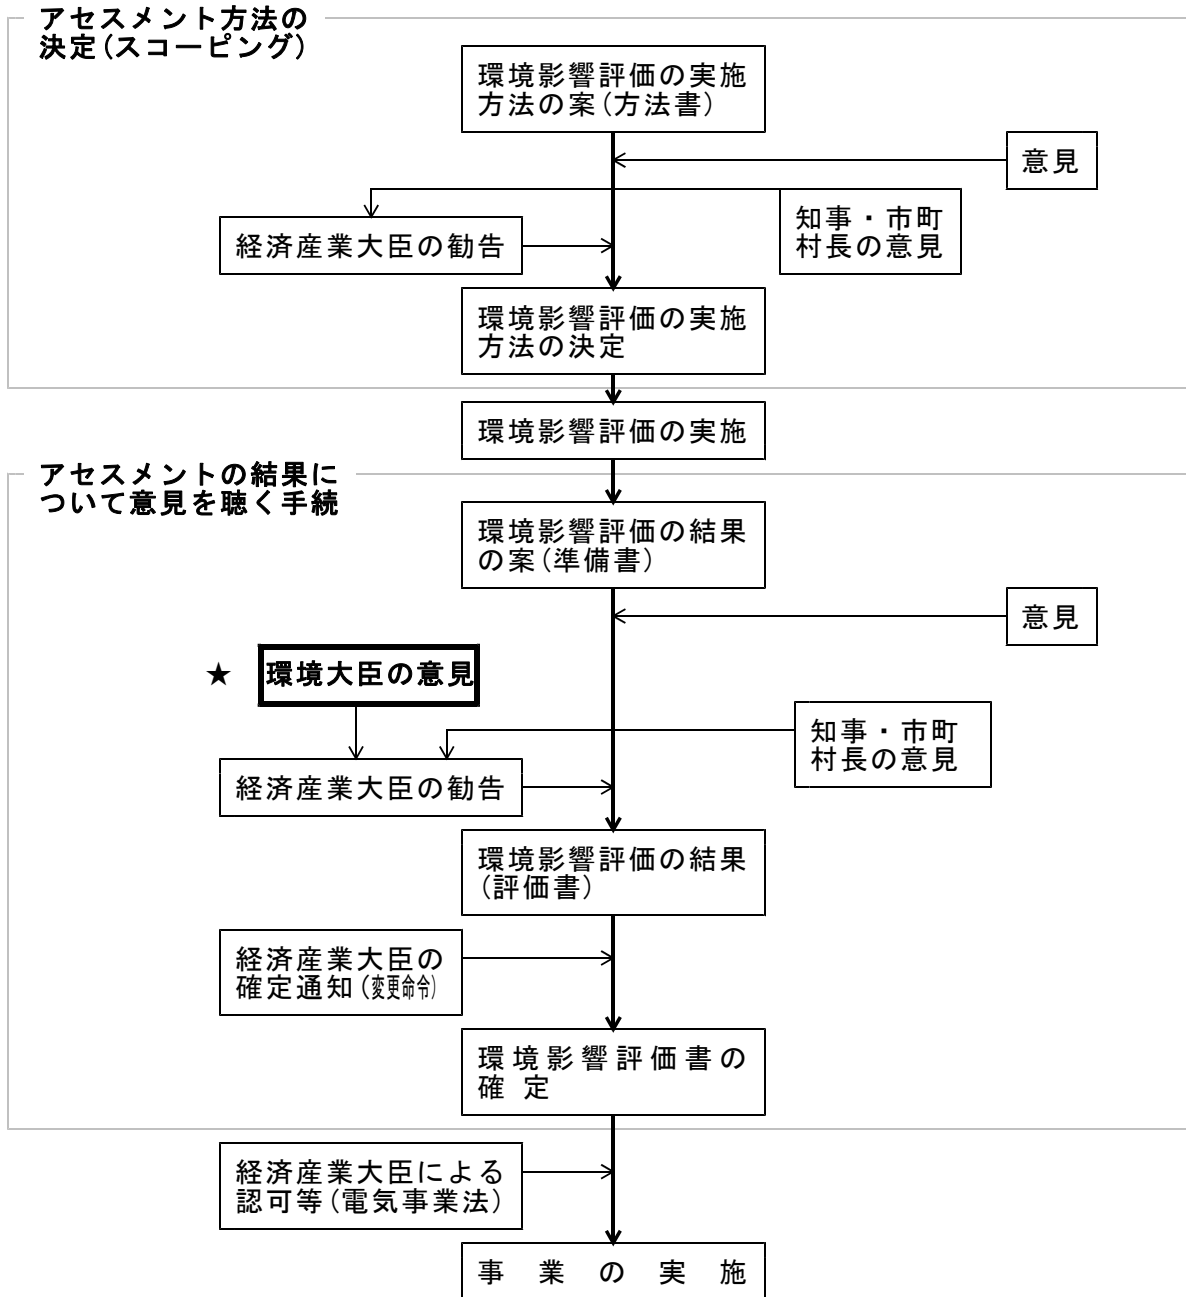 アセスメント方法の
決定(スコーピング)
環境影響評価の実施
方法の案(方法書)
意見
知事・市町
村長の意見
経済産業大臣の勧告
環境影響評価の実施
方法の決定
環境影響評価の実施
アセスメントの結果に
ついて意見を聴く手続
環境影響評価の結果
の案(準備書)
意見
★ 環境大臣の意見
知事・市町
村長の意見
経済産業大臣の勧告
環境影響評価の結果
(評価書)
経済産業大臣の
確定通知(変更命令)
環境影響評価書の
確 定
経済産業大臣による
認可等(電気事業法)
事 業 の 実 施